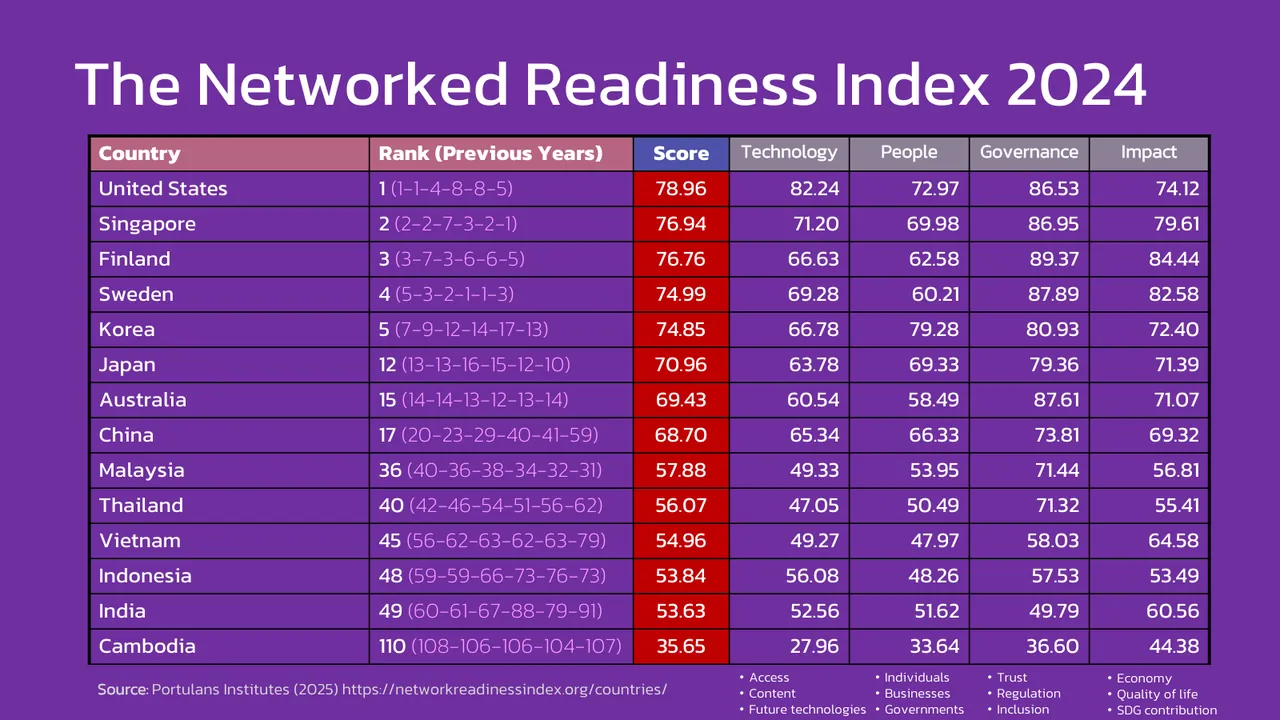 The Networked Readiness Index 2024
Country Rank (Previous Years) Score Technology People Governance Impact
United States 1 (1-1-4-8-8-5) 78.96 82.24 72.97 86.53 74.12
Singapore 2 (2-2-7-3-2-1) 76.94 71.20 69.98 86.95 79.61
Finland 3 (3-7-3-6-6-5) 76.76 66.63 62.58 89.37 84.44
Sweden 4 (5-3-2-1-1-3) 74.99 69.28 60.21 87.89 82.58
Korea 5 (7-9-12-14-17-13) 74.85 66.78 79.28 80.93 72.40
Japan 12 (13-13-16-15-12-10) 70.96 63.78 69.33 79.36 71.39
Australia 15 (14-14-13-12-13-14) 69.43 60.54 58.49 87.61 71.07
China 17 (20-23-29-40-41-59) 68.70 65.34 66.33 73.81 69.32
Malaysia 36 (40-36-38-34-32-31) 57.88 49.33 53.95 71.44 56.81
Thailand 40 (42-46-54-51-56-62) 56.07 47.05 50.49 71.32 55.41
Vietnam 45 (56-62-63-62-63-79) 54.96 49.27 47.97 58.03 64.58
Indonesia 48 (59-59-66-73-76-73) 53.84 56.08 48.26 57.53 53.49
India 49 (60-61-67-88-79-91) 53.63 52.56 51.62 49.79 60.56
Cambodia 110 (108-106-106-104-107) 35.65 27.96 33.64 36.60 44.38
Source: Portulans Institutes (2025) https://networkreadinessindex.org/countries/
• Access
• Content
• Future technologies
• Individuals
• Businesses
• Governments
• Trust
• Regulation
• Inclusion
• Economy
• Quality of life
• SDG contribution